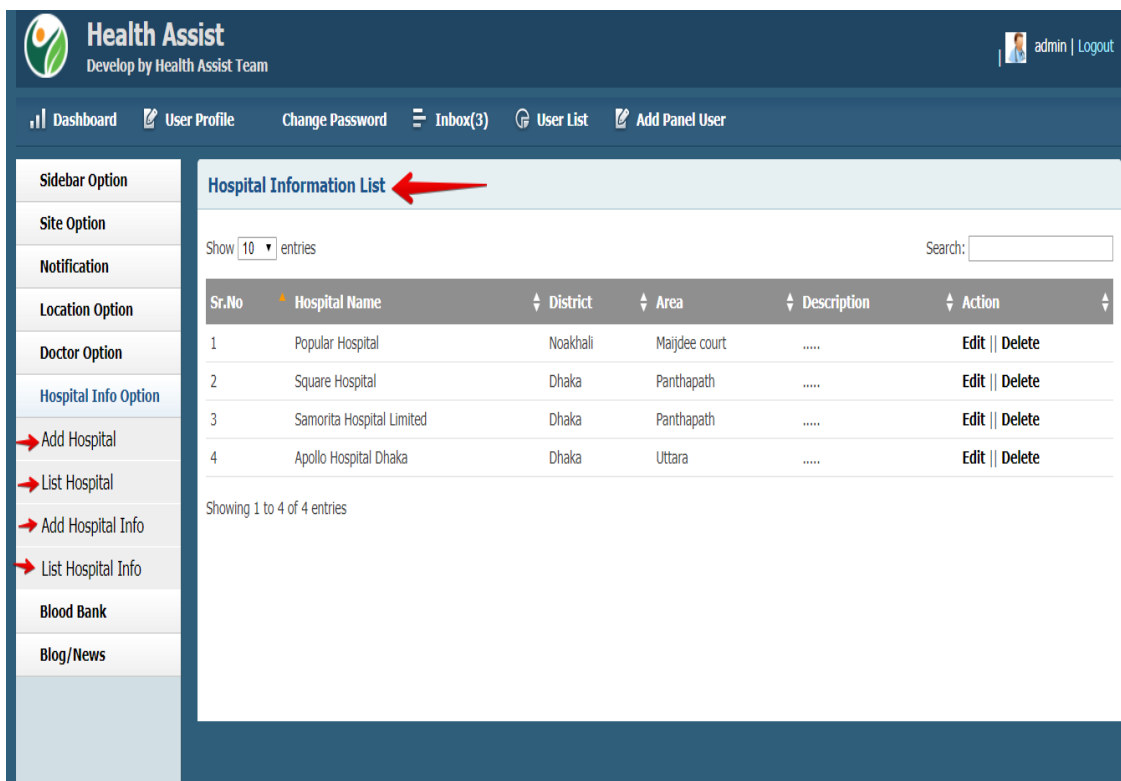 Health Assist
Develop by Health Assist Team
admin | Logout
Dashboard User Profile Change Password Inbox(3) User List Add Panel User
Sidebar Option
Site Option
Notification
Location Option
Doctor Option
Hospital Info Option
Add Hospital
List Hospital
Add Hospital Info
List Hospital Info
Blood Bank
Blog/News
Hospital Information List
Show 10 entries Search:
Sr.No Hospital Name District Area Description Action
1 Popular Hospital Noakhali Maijdee court ..... Edit || Delete
2 Square Hospital Dhaka Panthapath ..... Edit || Delete
3 Samorita Hospital Limited Dhaka Panthapath ..... Edit || Delete
4 Apollo Hospital Dhaka Dhaka Uttara ..... Edit || Delete
Showing 1 to 4 of 4 entries